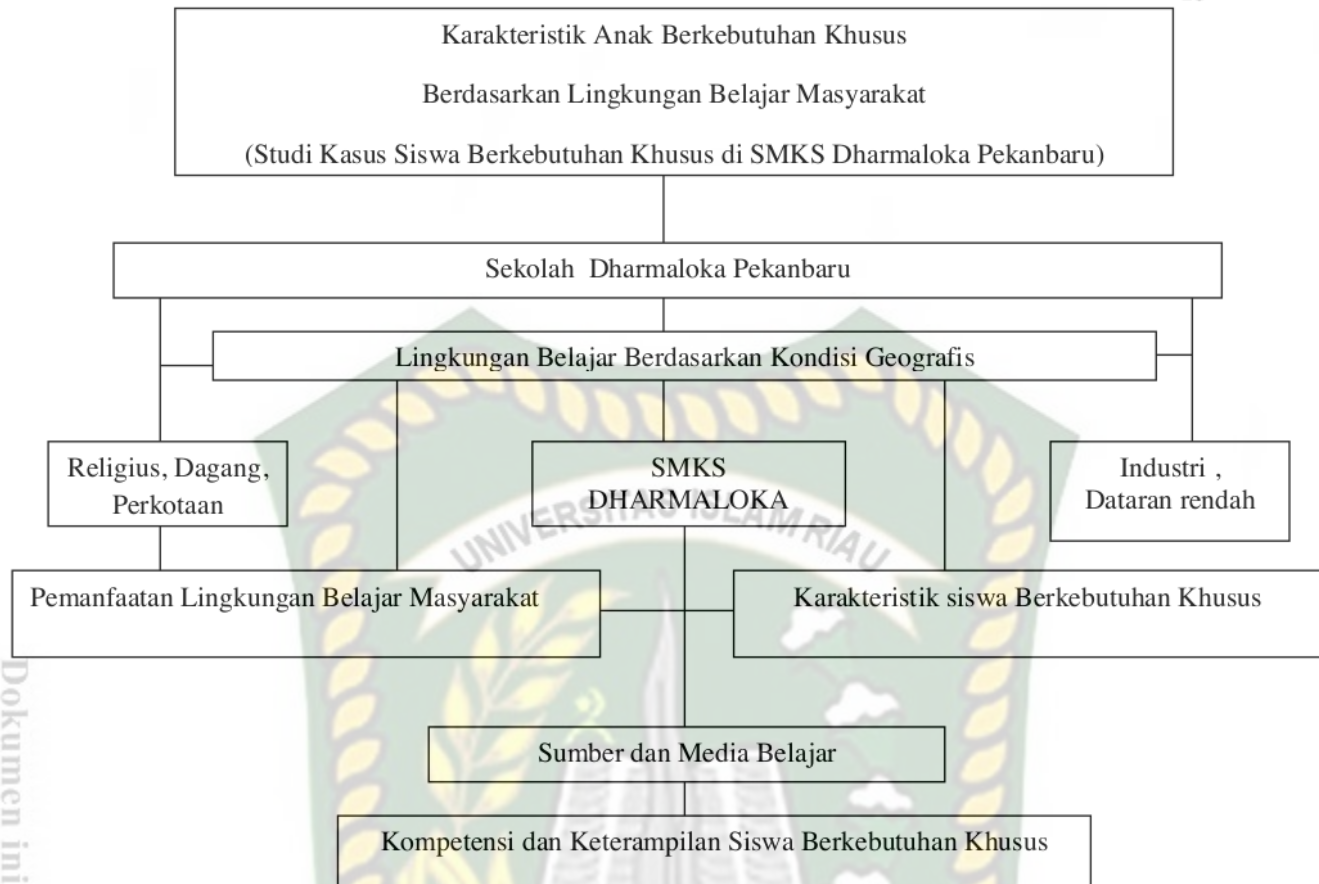 Karakteristik Anak Berkebutuhan Khusus
Berdasarkan Lingkungan Belajar Masyarakat
(Studi Kasus Siswa Berkebutuhan Khusus di SMKS Dharmaloka Pekanbaru)
Sekolah Dharmaloka Pekanbaru
Lingkungan Belajar Berdasarkan Kondisi Geografis
Religius, Dagang,
Perkotaan
SMKS
DHARMALOKA
Industri ,
Dataran rendah
UNIVERSITAS ISLAM RIAU
Pemanfaatan Lingkungan Belajar Masyarakat
Karakteristik siswa Berkebutuhan Khusus
Sumber dan Media Belajar
Kompetensi dan Keterampilan Siswa Berkebutuhan Khusus
Dokumen ini